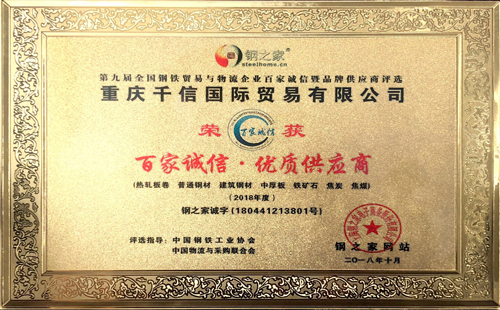 钢之家
steelhome.cn
第九届全国钢铁贸易与物流企业百家诚信暨品牌供应商评选
重庆千信国际贸易有限公司
荣 百家诚信 获
百家诚信·优质供应商
(热轧板卷 普通钢材 建筑钢材 中厚板 铁矿石 焦炭 焦煤)
(2018年度)
钢之家诚字(180441213801号)
评选指导: 中国钢铁工业协会
中国物流与采购联合会
钢之家网站
二〇一八年十月